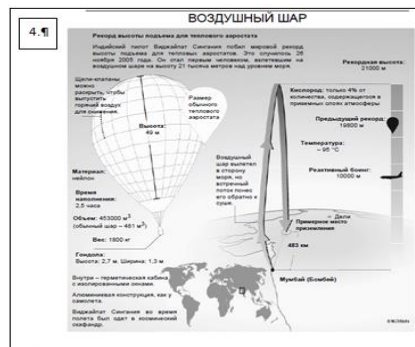 4.¶
ВОЗДУШНЫЙ ШАР
Рекорд высоты подъема для теплового аэростата
Индийский пилот Виджайпат Сингания побил мировой рекорд
высоты подъема для тепловых аэростатов. Это случилось 26
ноября 2005 года. Он стал первым человеком, взлетевшим на
воздушном шаре на высоту 21 тысяча метров над уровнем моря.
Щели-клапаны
можно
раскрыть, чтобы
выпустить
горячий воздух
для снижения.
Размер
обычного
теплового
аэростата
Высота:
49 м
Материал:
нейлон
Время
наполнения:
2,5 часа
Объем: 453000 м³
(обычный шар – 481 м³)
Вес: 1800 кг
Гондола:
Высота: 2,7 м, Ширина: 1,3 м
Внутри – герметическая кабина
с изолированными окнами.
Алюминиевая конструкция, как у
самолета.
Виджайпат Сингания во время
полета был одет в космический
скафандр.
Воздушный
шар вылетел
в сторону
моря, но
встречный
поток понес
его обратно к
суше.
Рекордная высота:
21000 м
Кислород: только 4% от
количества, содержащегося в
приземных слоях атмосферы
Предыдущий рекорд:
19800 м
Температура:
– 95 °C
Реактивный боинг:
10000 м
Дели
Примерное место
приземления
483 км
Мумбай (Бомбей)